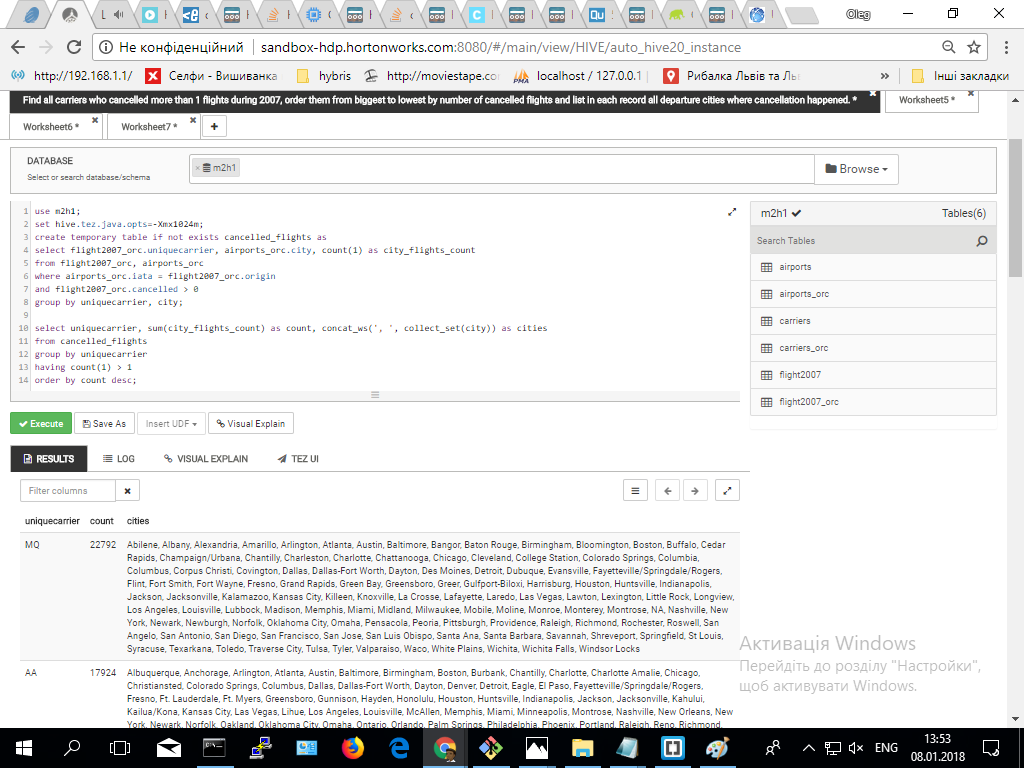 Oleg
Не конфіденційний | sandbox-hdp.hortonworks.com:8080/#/main/view/HIVE/auto_hive20_instance
http://192.168.1.1/ Селфи - Вишиванка hybris http://moviestape.co localhost / 127.0.0.1 Рибалка Львів та Ль » Інші закладки
Find all carriers who cancelled more than 1 flights during 2007, order them from biggest to lowest by number of cancelled flights and list in each record all departure cities where cancellation happened. * Worksheet5 *
Worksheet6 * Worksheet7 * +
DATABASE
Select or search database/schema
m2h1
Browse
1 use m2h1;
2 set hive.tez.java.opts=-Xmx1024m;
3 create temporary table if not exists cancelled_flights as
4 select flight2007_orc.uniquecarrier, airports_orc.city, count(1) as city_flights_count
5 from flight2007_orc, airports_orc
6 where airports_orc.iata = flight2007_orc.origin
7 and flight2007_orc.cancelled > 0
8 group by uniquecarrier, city;
9
10 select uniquecarrier, sum(city_flights_count) as count, concat_ws(', ', collect_set(city)) as cities
11 from cancelled_flights
12 group by uniquecarrier
13 having count(1) > 1
14 order by count desc;
m2h1 Tables(6)
Search Tables
airports
airports_orc
carriers
carriers_orc
flight2007
flight2007_orc
Execute Save As Insert UDF Visual Explain
RESULTS LOG VISUAL EXPLAIN TEZ UI
Filter columns
uniquecarrier count cities
MQ 22792 Abilene, Albany, Alexandria, Amarillo, Arlington, Atlanta, Austin, Baltimore, Bangor, Baton Rouge, Birmingham, Bloomington, Boston, Buffalo, Cedar
Rapids, Champaign/Urbana, Chantilly, Charleston, Charlotte, Chattanooga, Chicago, Cleveland, College Station, Colorado Springs, Columbia,
Columbus, Corpus Christi, Covington, Dallas, Dallas-Fort Worth, Dayton, Des Moines, Detroit, Dubuque, Evansville, Fayetteville/Springdale/Rogers,
Flint, Fort Smith, Fort Wayne, Fresno, Grand Rapids, Green Bay, Greensboro, Greer, Gulfport-Biloxi, Harrisburg, Houston, Huntsville, Indianapolis,
Jackson, Jacksonville, Kalamazoo, Kansas City, Killeen, Knoxville, La Crosse, Lafayette, Laredo, Las Vegas, Lawton, Lexington, Little Rock, Longview,
Los Angeles, Louisville, Lubbock, Madison, Memphis, Miami, Midland, Milwaukee, Mobile, Moline, Monroe, Monterey, Montrose, NA, Nashville, New
York, Newark, Newburgh, Norfolk, Oklahoma City, Omaha, Pensacola, Peoria, Pittsburgh, Providence, Raleigh, Richmond, Rochester, Roswell, San
Angelo, San Antonio, San Diego, San Francisco, San Jose, San Luis Obispo, Santa Ana, Santa Barbara, Savannah, Shreveport, Springfield, St Louis,
Syracuse, Texarkana, Toledo, Traverse City, Tulsa, Tyler, Valparaiso, Waco, White Plains, Wichita, Wichita Falls, Windsor Locks
AA 17924 Albuquerque, Anchorage, Arlington, Atlanta, Austin, Baltimore, Birmingham, Boston, Burbank, Chantilly, Charlotte, Charlotte Amalie, Chicago,
Christiansted, Colorado Springs, Columbus, Dallas, Dallas-Fort Worth, Dayton, Denver, Detroit, Eagle, El Paso, Fayetteville/Springdale/Rogers,
Fresno, Ft. Lauderdale, Ft. Myers, Greensboro, Gunnison, Hayden, Honolulu, Houston, Huntsville, Indianapolis, Jackson, Jacksonville, Kahului,
Kailua/Kona, Kansas City, Las Vegas, Lihue, Los Angeles, Louisville, McAllen, Memphis, Miami, Minneapolis, Montrose, Nashville, New Orleans, New
York, Newark, Norfolk, Oakland, Oklahoma City, Omaha, Ontario, Orlando, Palm Springs, Philadelphia, Phoenix, Portland, Raleigh, Reno, Richmond,
Активація Windows
Перейдіть до розділу "Настройки",
щоб активувати Windows.
ENG
13:53
08.01.2018